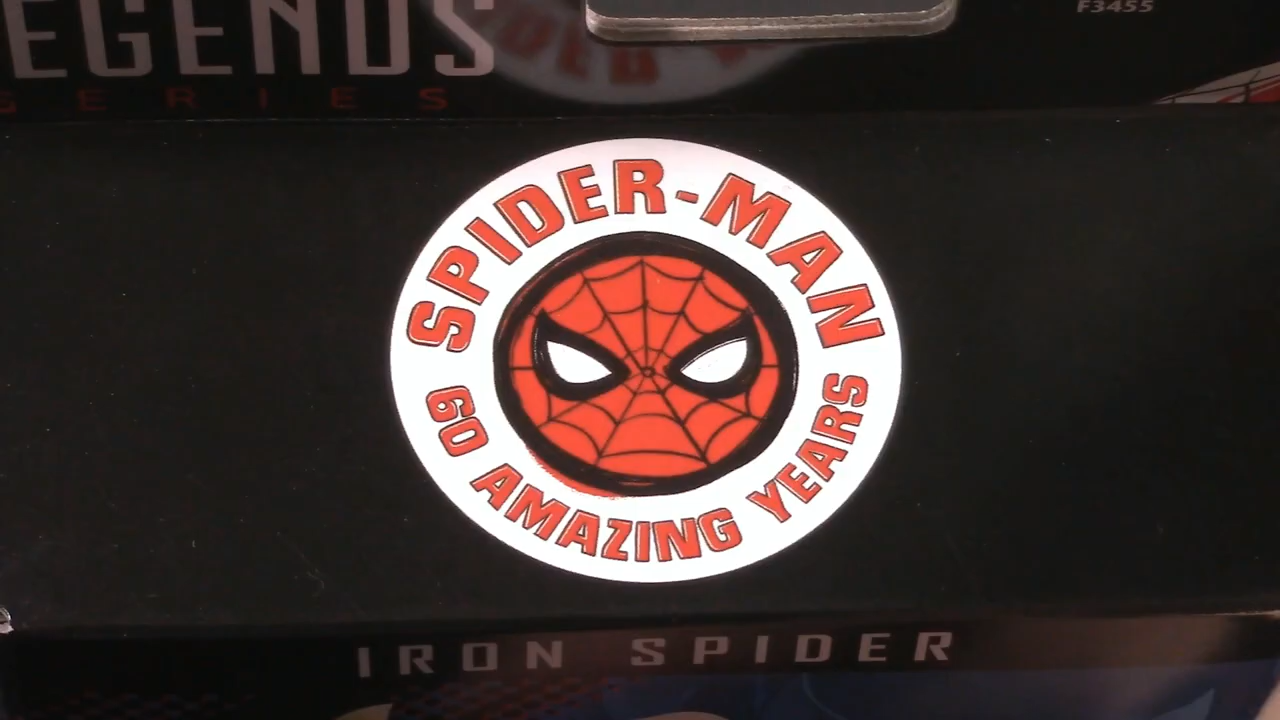 EGENDS
SERIES
F3455
SPIDER-MAN
60 AMAZING YEARS
IRON SPIDER